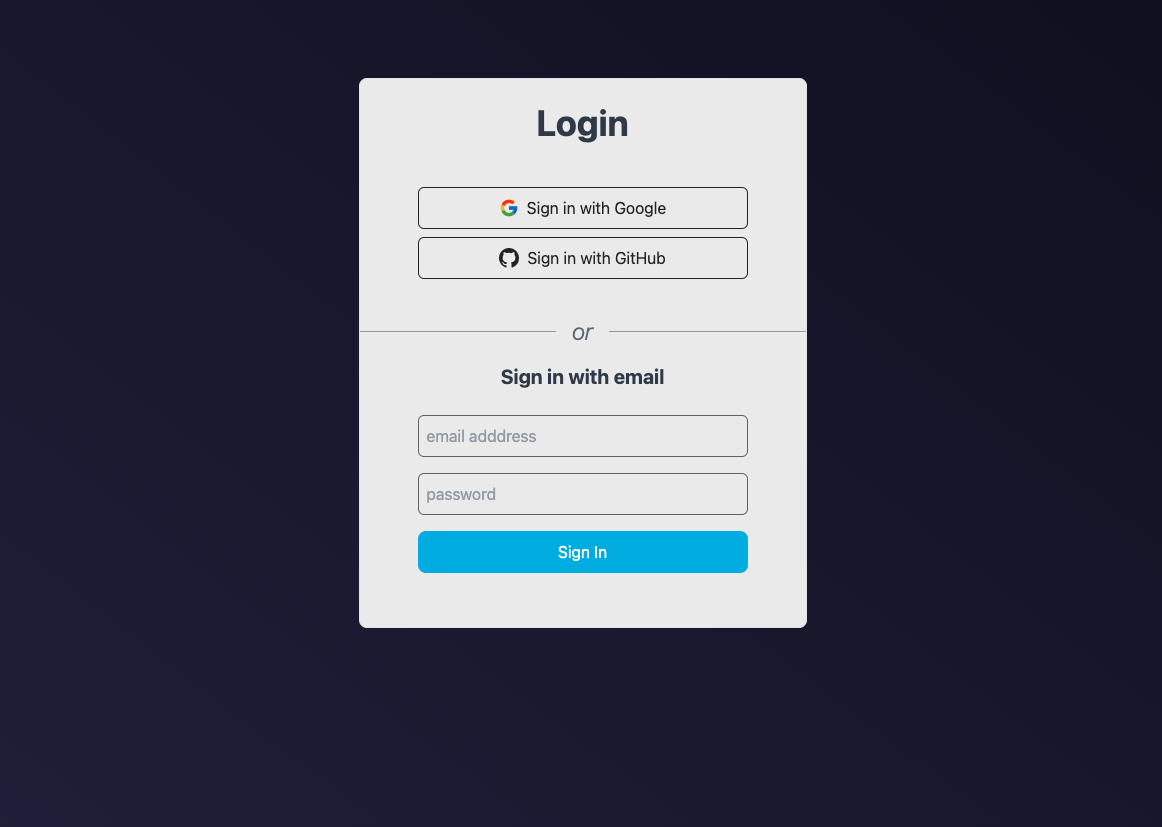 Login
Sign in with Google
Sign in with GitHub
or
Sign in with email
email adddress
password
Sign In